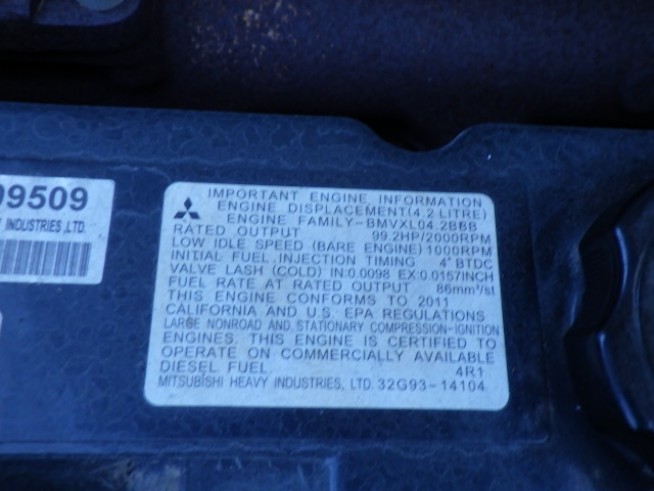 09509
INDUSTRIES, LTD.
IMPORTANT ENGINE INFORMATION
ENGINE DISPLACEMENT(4.2 LITRE)
ENGINE FAMILY-BMVXL04.2BBB
RATED OUTPUT 99.2HP/2000RPM
LOW IDLE SPEED (BARE ENGINE) 1000RPM
INITIAL FUEL INJECTION TIMING 4° BTDC
VALVE LASH (COLD) IN:0.0098 EX:0.0157INCH
FUEL RATE AT RATED OUTPUT 86mm³/st
THIS ENGINE CONFORMS TO 2011
CALIFORNIA AND U.S. EPA REGULATIONS
LARGE NONROAD AND STATIONARY COMPRESSION-IGNITION
ENGINES. THIS ENGINE IS CERTIFIED TO
OPERATE ON COMMERCIALLY AVAILABLE
DIESEL FUEL. 4R1
MITSUBISHI HEAVY INDUSTRIES, LTD. 32G93-14104